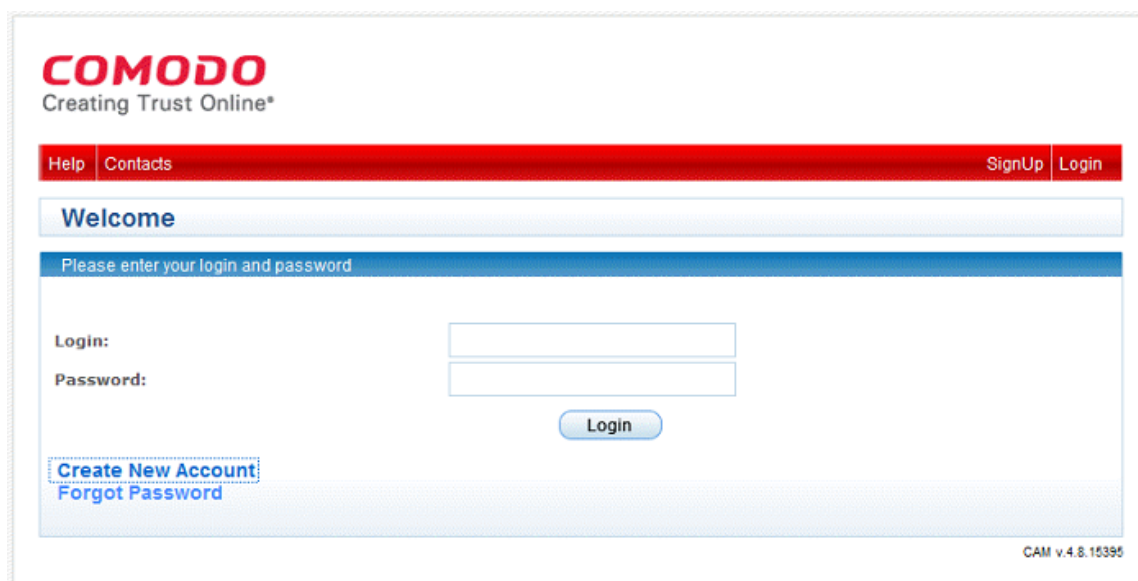 COMODO
Creating Trust Online®
Help Contacts SignUp Login
Welcome
Please enter your login and password
Login:
Password:
Login
Create New Account
Forgot Password
CAM v.4.8.15395